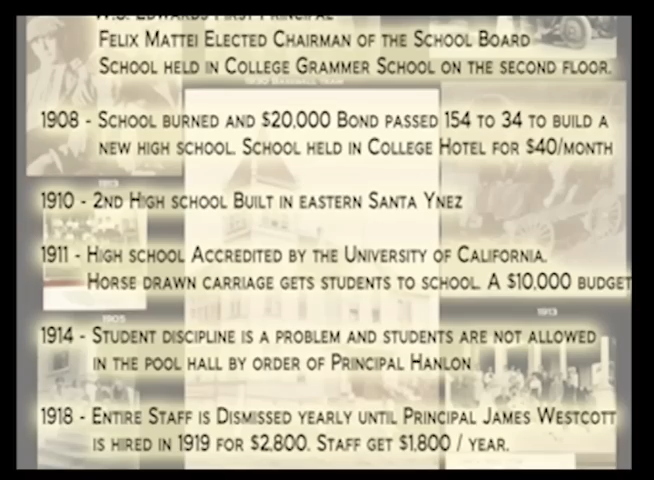 W.S. Edwards First Principal
Felix Mattei Elected Chairman of the School Board
School held in College Grammer School on the second floor.
1908 - School burned and $20,000 Bond passed 154 to 34 to build a
new high school. School held in College Hotel for $40/month
1910 - 2nd High school Built in eastern Santa Ynez
1911 - High school Accredited by the University of California.
Horse drawn carriage gets students to school. A $10,000 budget
1905
1913
1914 - Student discipline is a problem and students are not allowed
in the pool hall by order of Principal Hanlon
1918 - Entire Staff is Dismissed yearly until Principal James Westcott
is hired in 1919 for $2,800. Staff get $1,800 / year.